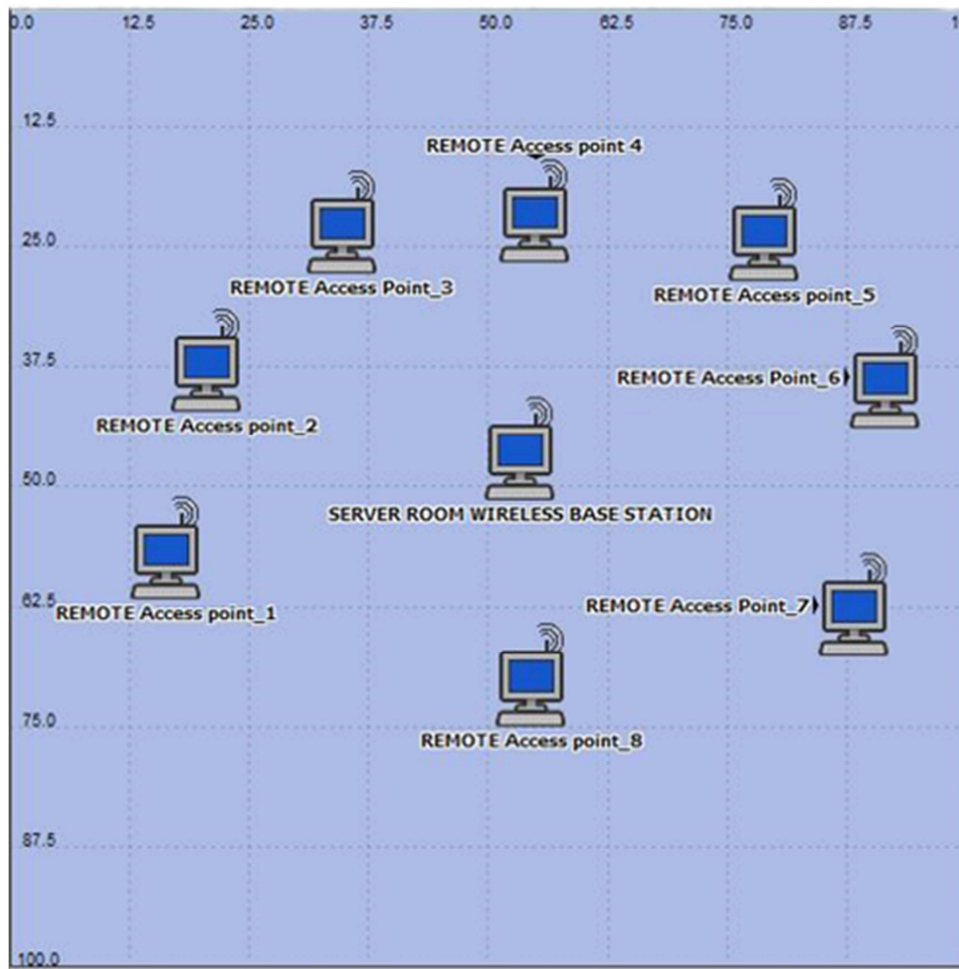 0.0 12.5 25.0 37.5 50.0 62.5 75.0 87.5
12.5
REMOTE Access point 4
25.0
REMOTE Access Point_3
REMOTE Access point_5
37.5
REMOTE Access Point_6
REMOTE Access point_2
50.0
SERVER ROOM WIRELESS BASE STATION
62.5
REMOTE Access Point_7
REMOTE Access point_1
75.0
REMOTE Access point_8
87.5
100.0